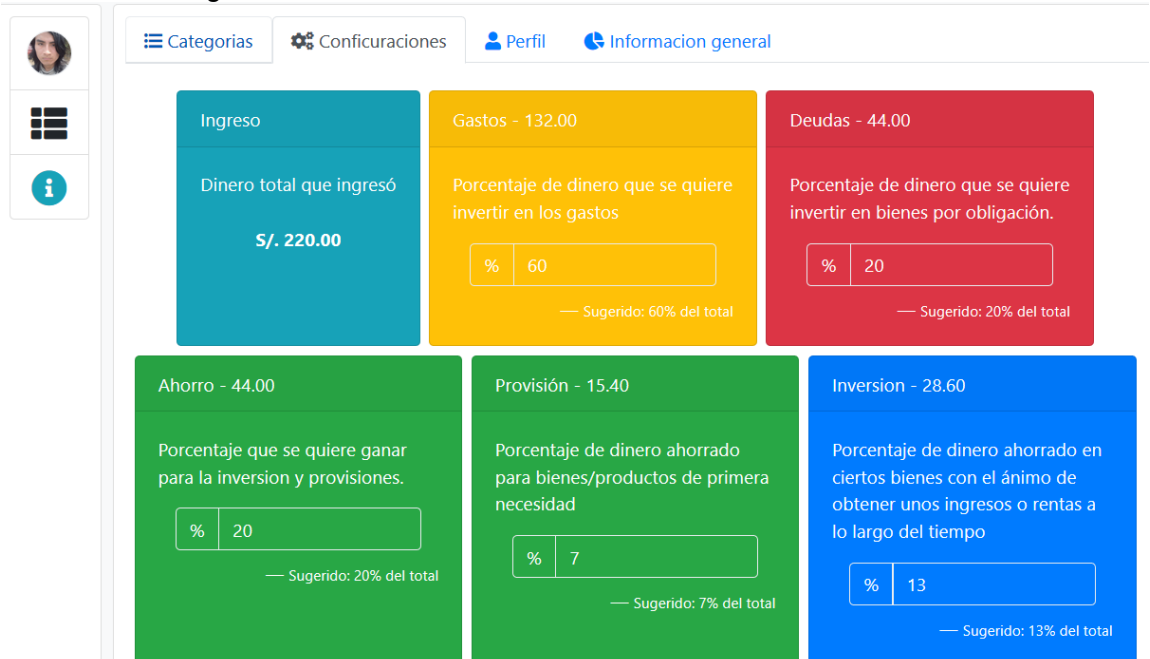 Categorias
Conficuraciones
Perfil
Informacion general
Ingreso
Dinero total que ingresó
S/. 220.00
Gastos - 132.00
Porcentaje de dinero que se quiere
invertir en los gastos
% 60
— Sugerido: 60% del total
Deudas - 44.00
Porcentaje de dinero que se quiere
invertir en bienes por obligación.
% 20
— Sugerido: 20% del total
Ahorro - 44.00
Porcentaje que se quiere ganar
para la inversion y provisiones.
% 20
— Sugerido: 20% del total
Provisión - 15.40
Porcentaje de dinero ahorrado
para bienes/productos de primera
necesidad
% 7
— Sugerido: 7% del total
Inversion - 28.60
Porcentaje de dinero ahorrado en
ciertos bienes con el ánimo de
obtener unos ingresos o rentas a
lo largo del tiempo
% 13
— Sugerido: 13% del total